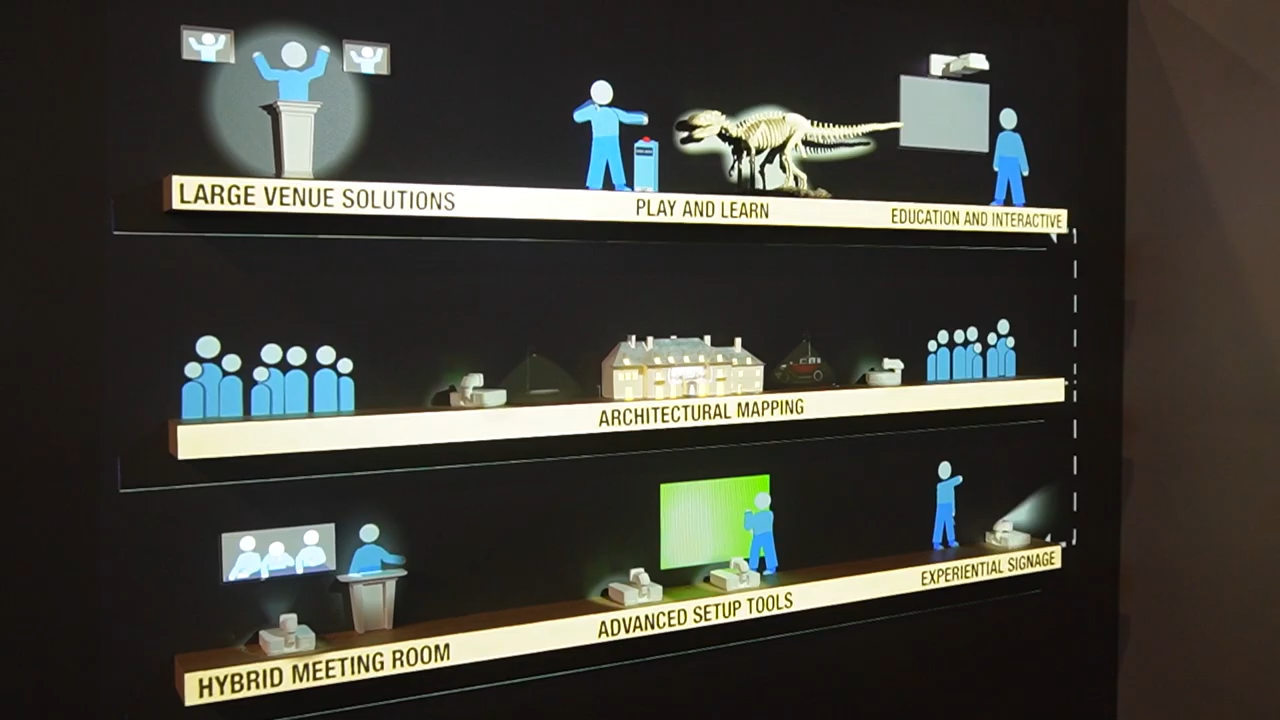 LARGE VENUE SOLUTIONS
PLAY AND LEARN
EDUCATION AND INTERACTIVE
ARCHITECTURAL MAPPING
HYBRID MEETING ROOM
ADVANCED SETUP TOOLS
EXPERIENTIAL SIGNAGE